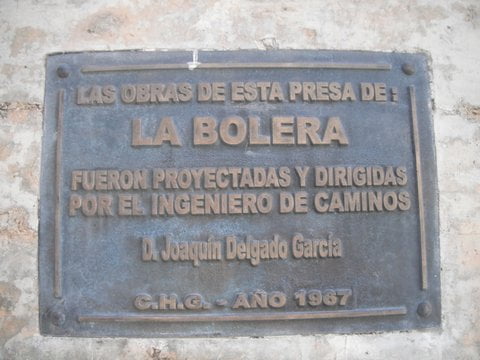 LAS OBRAS DE ESTA PRESA DE:
LA BOLERA
FUERON PROYECTADAS Y DIRIGIDAS
POR EL INGENIERO DE CAMINOS
D. Joaquín Delgado García
C.H.G. - AÑO 1967